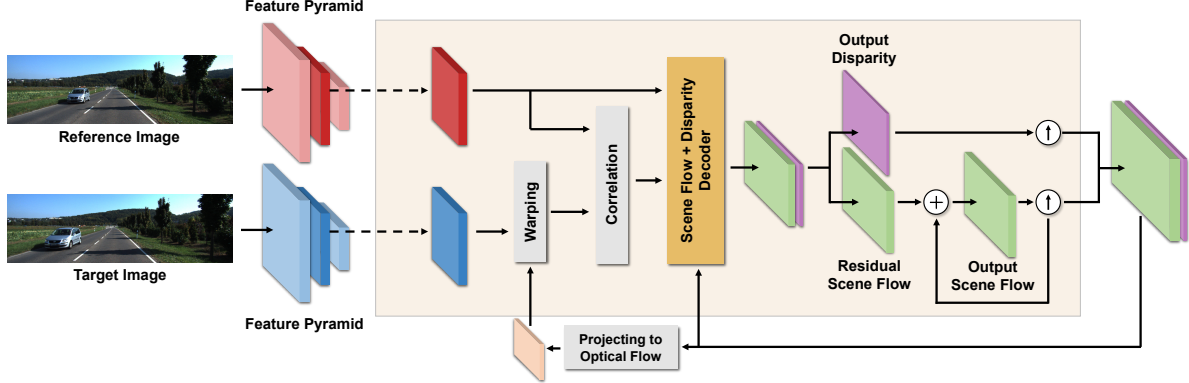 Feature Pyramid
Reference Image
Target Image
Feature Pyramid
Warping
Correlation
Scene Flow + Disparity
Decoder
Output
Disparity
Residual
Scene Flow
Output
Scene Flow
Projecting to
Optical Flow